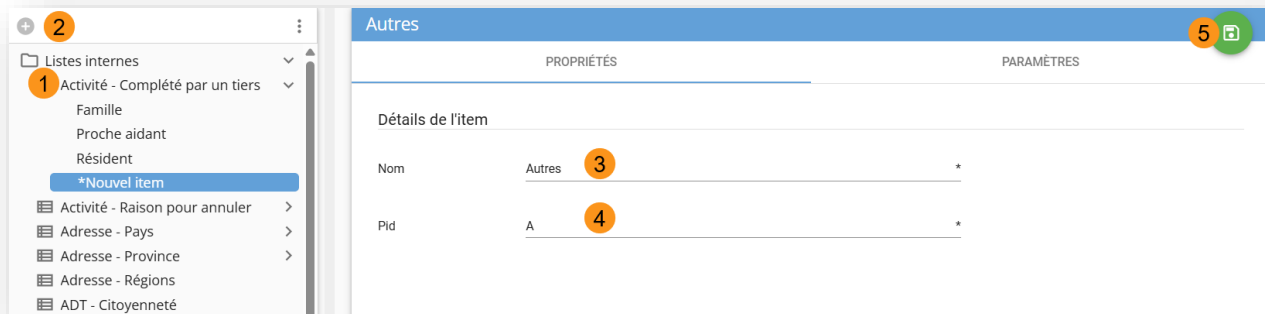 2
Listes internes
1 Activité - Complété par un tiers
Famille
Proche aidant
Résident
*Nouvel item
Activité - Raison pour annuler
Adresse - Pays
Adresse - Province
Adresse - Régions
ADT - Citoyenneté
Autres
5
PROPRIÉTÉS PARAMÈTRES
Détails de l'item
Nom Autres 3 *
Pid A 4 *